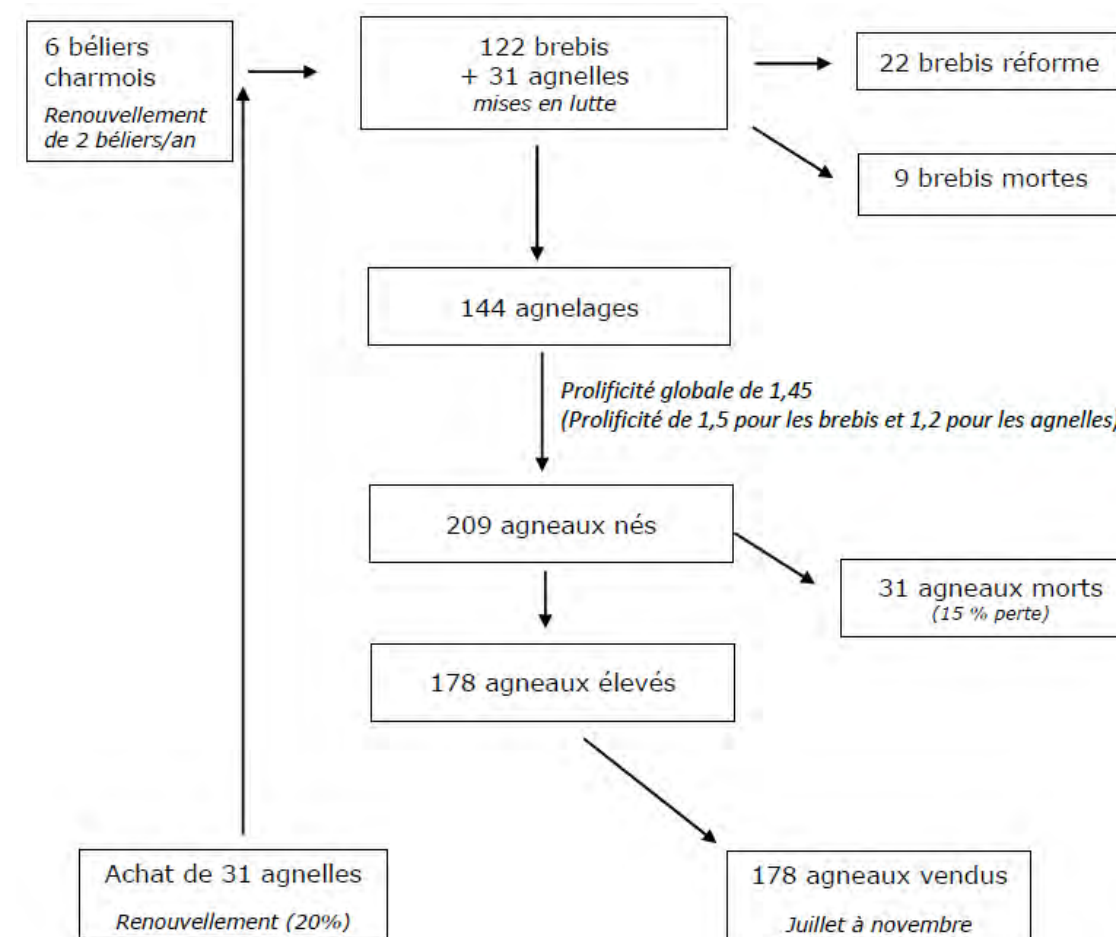 6 béliers
charmois
Renouvellement
de 2 béliers/an
122 brebis
+ 31 agnelles
mises en lutte
22 brebis réforme
9 brebis mortes
144 agnelages
Prolificité globale de 1,45
(Prolificité de 1,5 pour les brebis et 1,2 pour les agnelles)
209 agneaux nés
31 agneaux morts
(15 % perte)
178 agneaux élevés
Achat de 31 agnelles
Renouvellement (20%)
178 agneaux vendus
Juillet à novembre